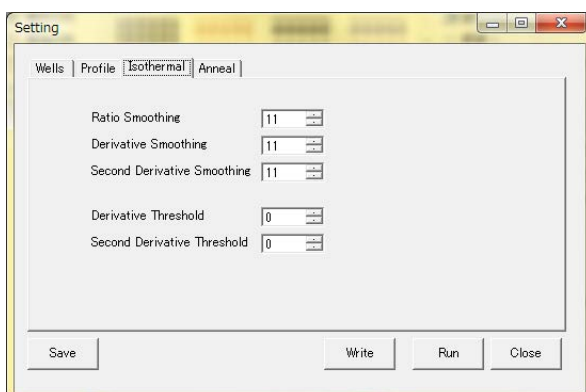 Setting
Wells Profile Isothermal Anneal
Ratio Smoothing 11
Derivative Smoothing 11
Second Derivative Smoothing 11
Derivative Threshold 0
Second Derivative Threshold 0
Save Write Run Close